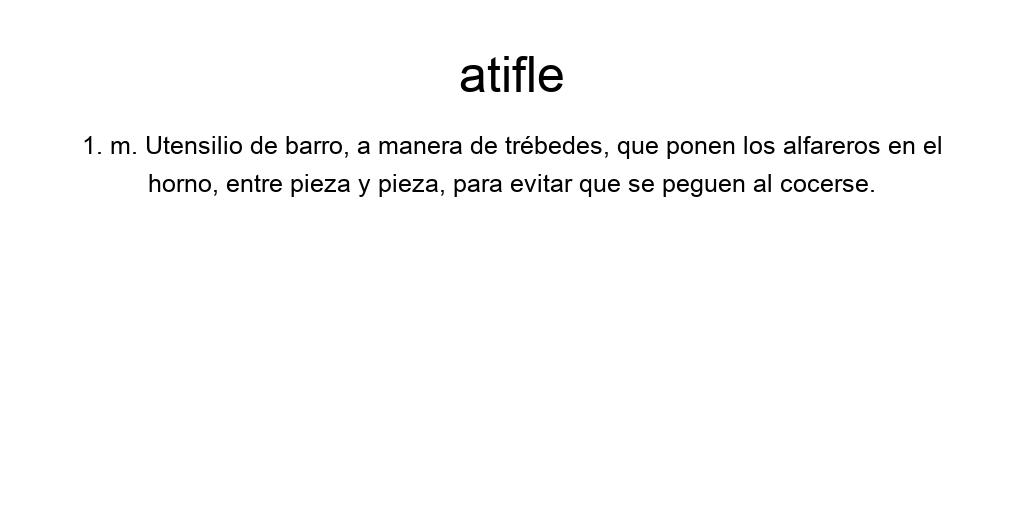 atifle
1. m. Utensilio de barro, a manera de trébedes, que ponen los alfareros en el
horno, entre pieza y pieza, para evitar que se peguen al cocerse.